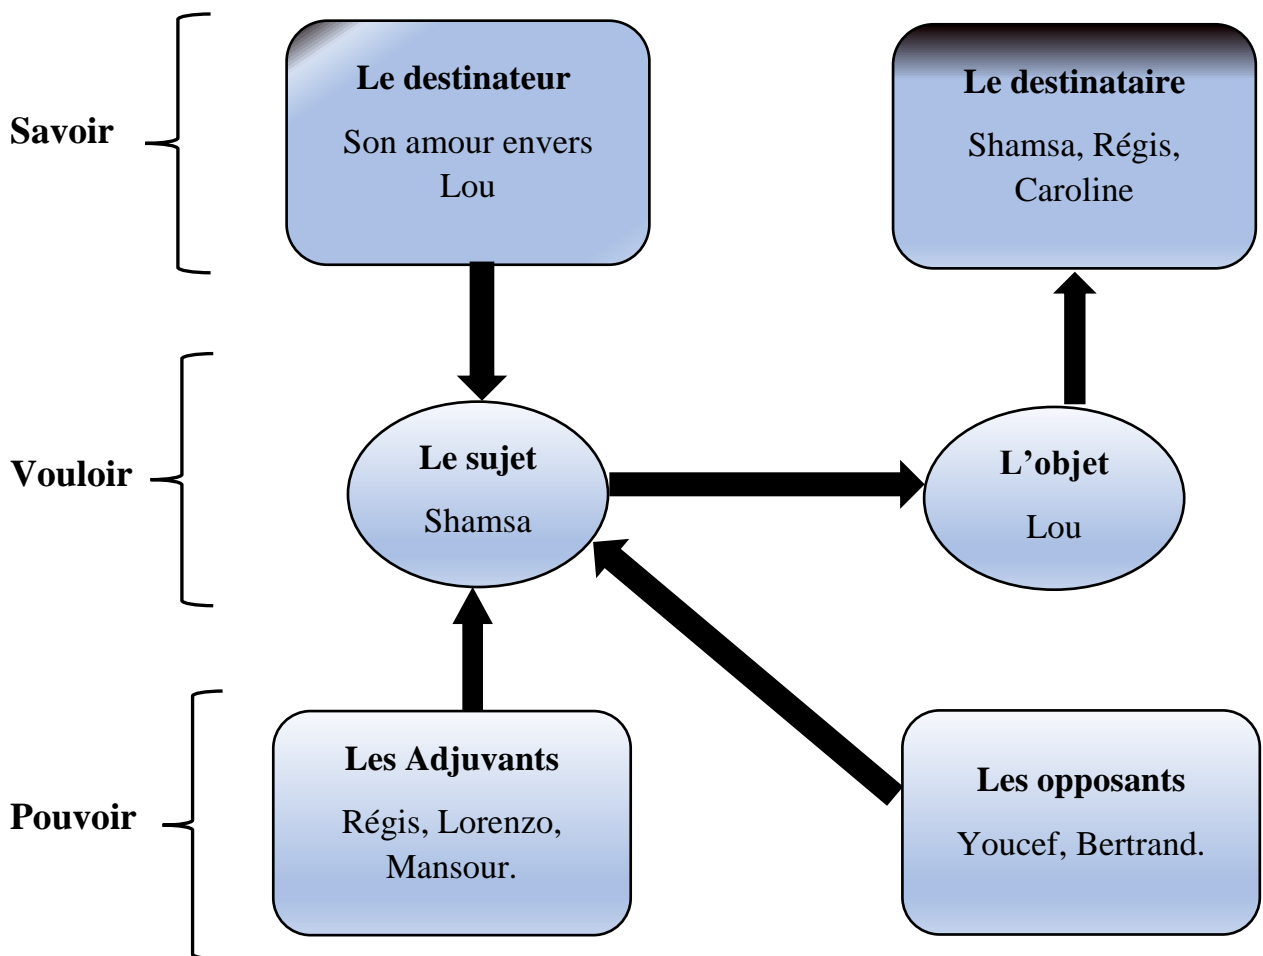 Savoir
Le destinateur
Son amour envers
Lou
Le destinataire
Shamsa, Régis,
Caroline
Vouloir
Le sujet
Shamsa
L’objet
Lou
Pouvoir
Les Adjuvants
Régis, Lorenzo,
Mansour.
Les opposants
Youcef, Bertrand.